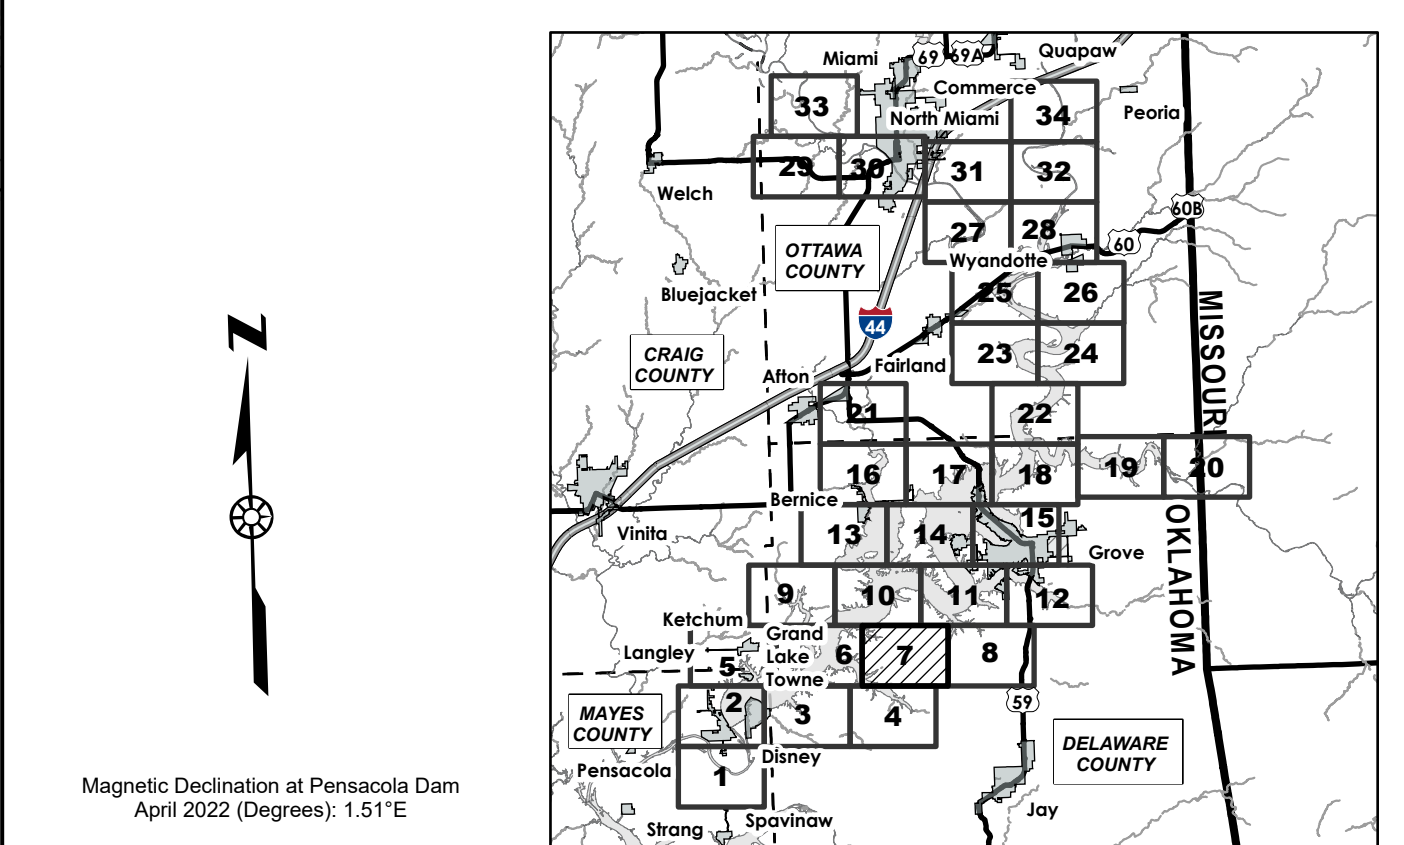 Miami
69
69A
Quapaw
Commerce
33
North Miami
34
Peoria
29
30
31
32
Welch
60B
27
28
60
OTTAWA
COUNTY
Wyandotte
Bluejacket
25
26
MISSOURI
44
CRAIG
COUNTY
Fairland
23
24
Afton
21
22
16
17
18
19
20
Bernice
Vinita
13
14
15
Grove
OKLAHOMA
9
10
11
12
Ketchum
Grand
Lake
Towne
Langley
5
6
7
8
2
3
4
59
MAYES
COUNTY
DELAWARE
COUNTY
Disney
Pensacola
1
Jay
Strang
Spavinaw
N
Magnetic Declination at Pensacola Dam
April 2022 (Degrees): 1.51°E